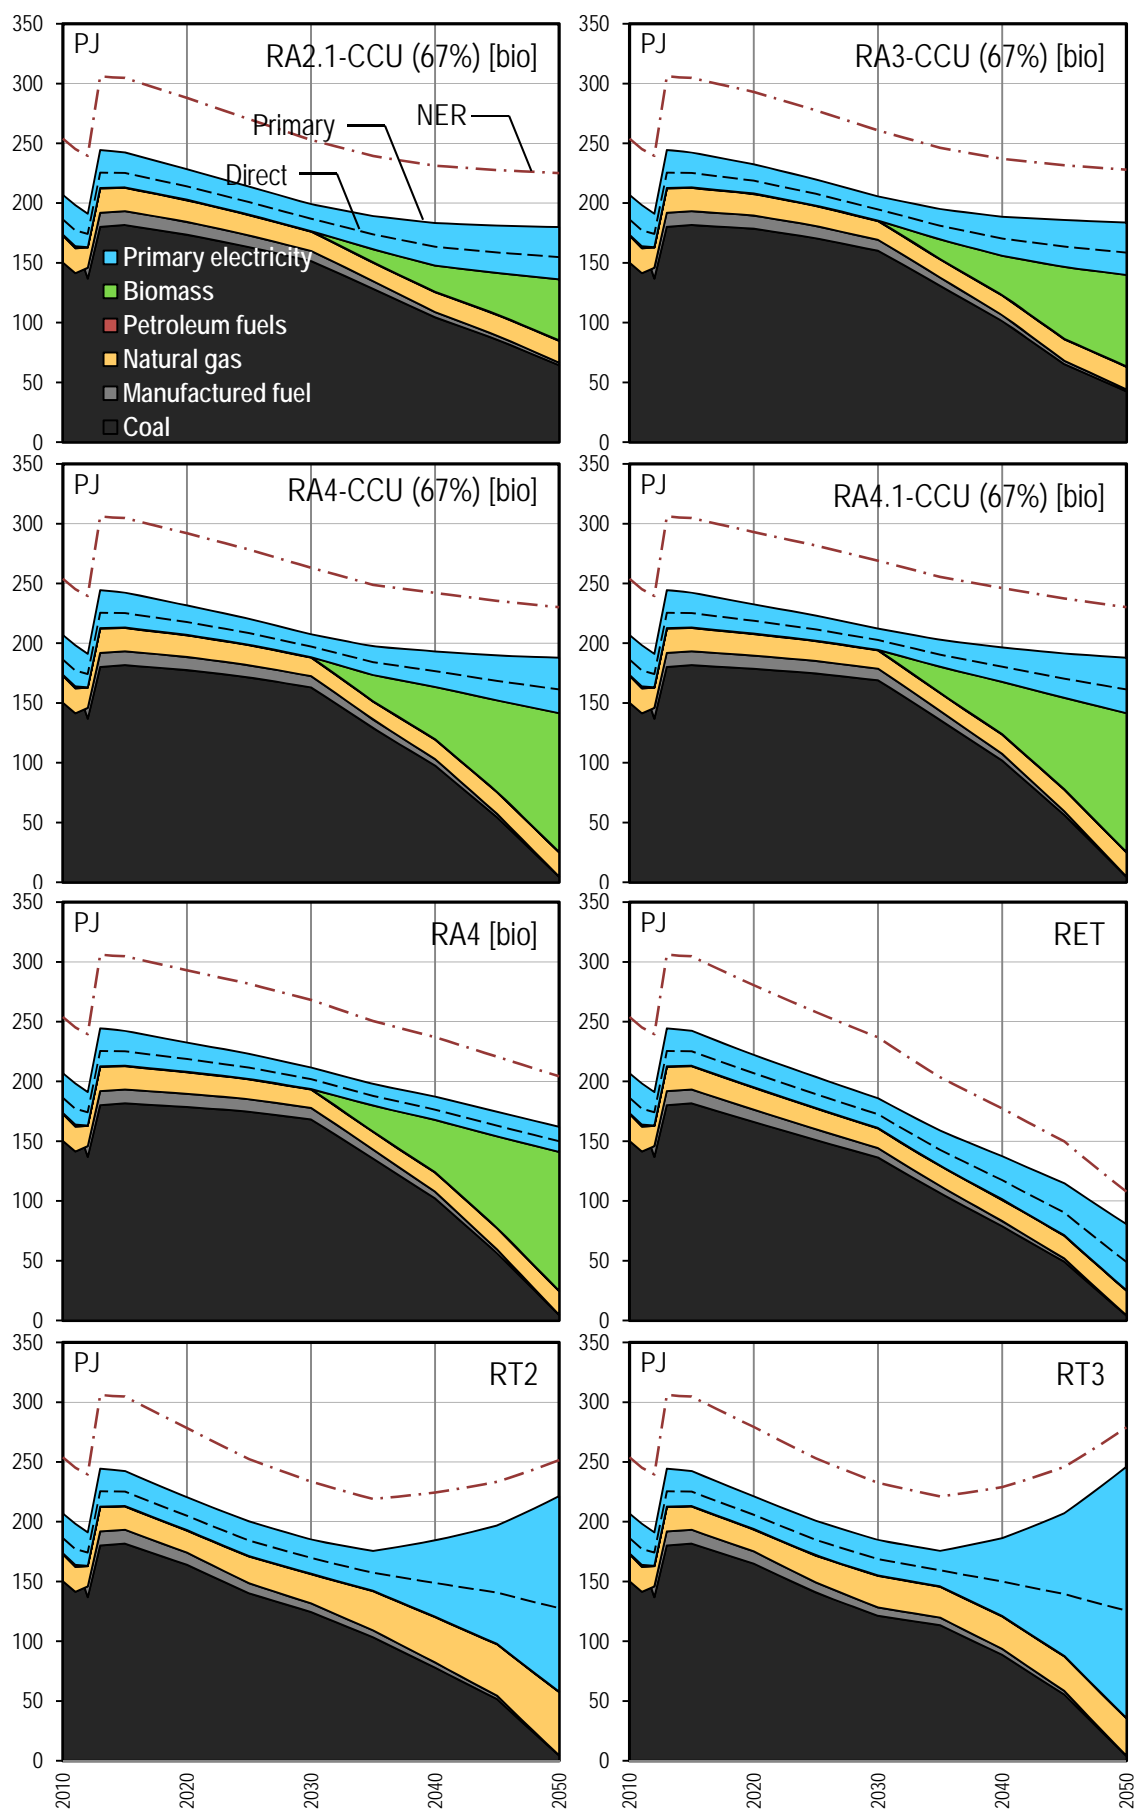 350
300
250
200
150
100
50
0
PJ
RA2.1-CCU (67%) [bio]
Primary
NER
Direct
Primary electricity
Biomass
Petroleum fuels
Natural gas
Manufactured fuel
Coal
350
300
250
200
150
100
50
0
PJ
RA3-CCU (67%) [bio]
350
300
250
200
150
100
50
0
PJ
RA4-CCU (67%) [bio]
350
300
250
200
150
100
50
0
PJ
RA4.1-CCU (67%) [bio]
350
300
250
200
150
100
50
0
PJ
RA4 [bio]
350
300
250
200
150
100
50
0
PJ
RET
350
300
250
200
150
100
50
0
PJ
RT2
2010
2020
2030
2040
2050
350
300
250
200
150
100
50
0
PJ
RT3
2010
2020
2030
2040
2050